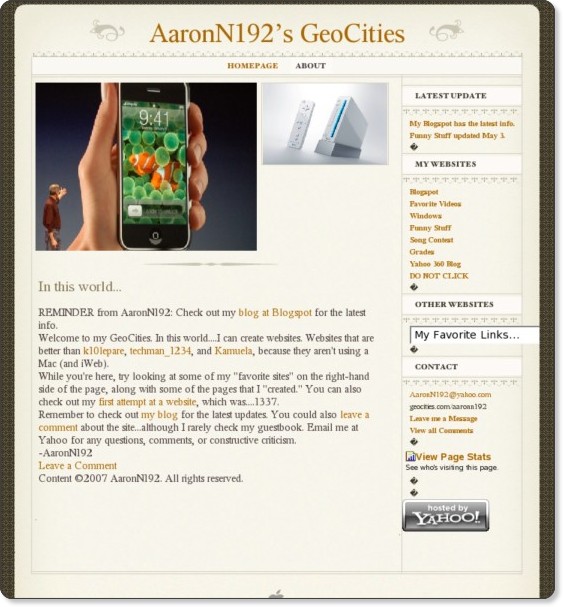 AaronN192's GeoCities
HOMEPAGE ABOUT
9:41
In this world...
REMINDER from AaronN192: Check out my blog at Blogspot for the latest
info.
Welcome to my GeoCities. In this world....I can create websites. Websites that are
better than k10lepare, techman_1234, and Kamuela, because they aren't using a
Mac (and iWeb).
While you're here, try looking at some of my "favorite sites" on the right-hand
side of the page, along with some of the pages that I "created." You can also
check out my first attempt at a website, which was....1337.
Remember to check out my blog for the latest updates. You could also leave a
comment about the site...although I rarely check my guestbook. Email me at
Yahoo for any questions, comments, or constructive criticism.
-AaronN192
Leave a Comment
Content ©2007 AaronN192. All rights reserved.
LATEST UPDATE
My Blogspot has the latest info.
Funny Stuff updated May 3.
MY WEBSITES
Blogspot
Favorite Videos
Windows
Funny Stuff
Song Contest
Grades
Yahoo 360 Blog
DO NOT CLICK
OTHER WEBSITES
My Favorite Links...
CONTACT
AaronN192@yahoo.com
geocities.com/aaronn192
Leave me a Message
View all Comments
View Page Stats
See who's visiting this page.
hosted by
YAHOO!